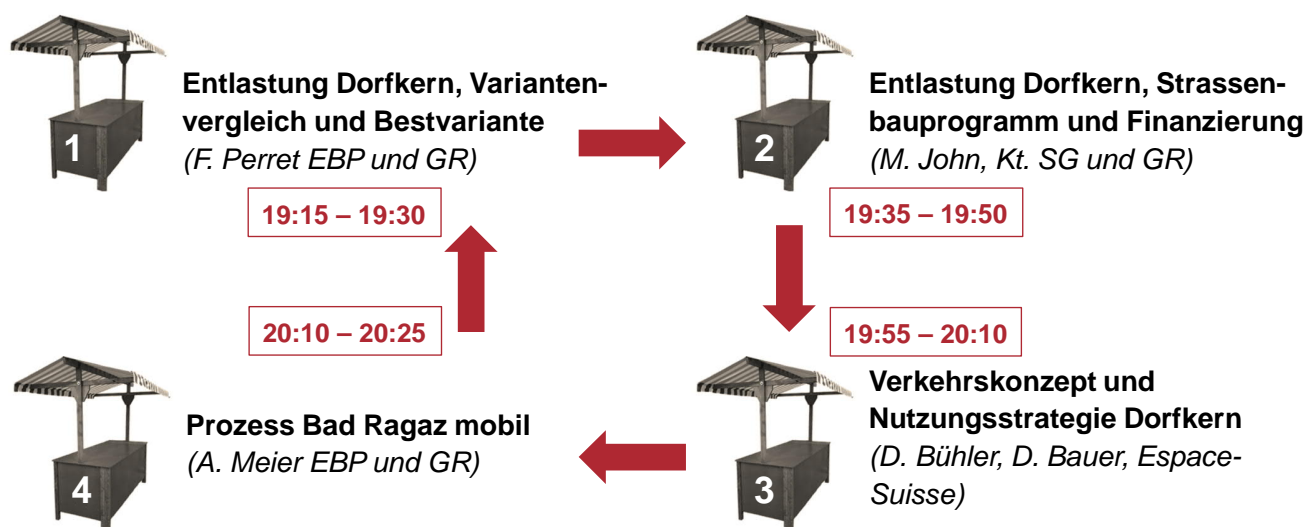 1
Entlastung Dorfkern, Varianten-
vergleich und Bestvariante
(F. Perret EBP und GR)
19:15 – 19:30
2
Entlastung Dorfkern, Strassen-
bauprogramm und Finanzierung
(M. John, Kt. SG und GR)
19:35 – 19:50
19:55 – 20:10
3
Verkehrskonzept und
Nutzungsstrategie Dorfkern
(D. Bühler, D. Bauer, Espace-
Suisse)
20:10 – 20:25
4
Prozess Bad Ragaz mobil
(A. Meier EBP und GR)